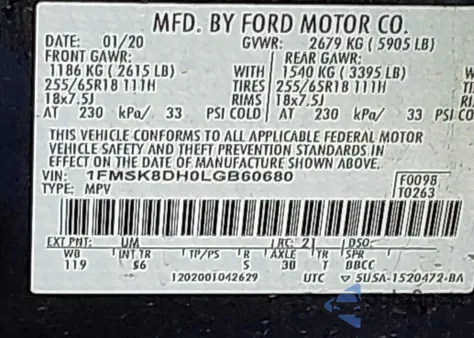 MFD. BY FORD MOTOR CO.
DATE: 01/20 GVWR: 2679 KG ( 5905 LB)
FRONT GAWR: REAR GAWR:
1186 KG ( 2615 LB) WITH 1540 KG ( 3395 LB)
255/65R18 111H TIRES 255/65R18 111H
18x7.5J RIMS 18x7.5J
AT 230 kPa/ 33 PSI COLD AT 230 kPa/ 33 PSI COLD
THIS VEHICLE CONFORMS TO ALL APPLICABLE FEDERAL MOTOR
VEHICLE SAFETY AND THEFT PREVENTION STANDARDS IN
EFFECT ON THE DATE OF MANUFACTURE SHOWN ABOVE.
VIN: 1FMSK8DH0LGB60680 F0098
TYPE: MPV T0263
EXT PNT: UM RC: 21 DSO:
WB INT TR TP/PS R AXLE TR SPR
119 S6 5 30 T BBCC
1202001042629 UTC ▽ 5USA-1520472-BA